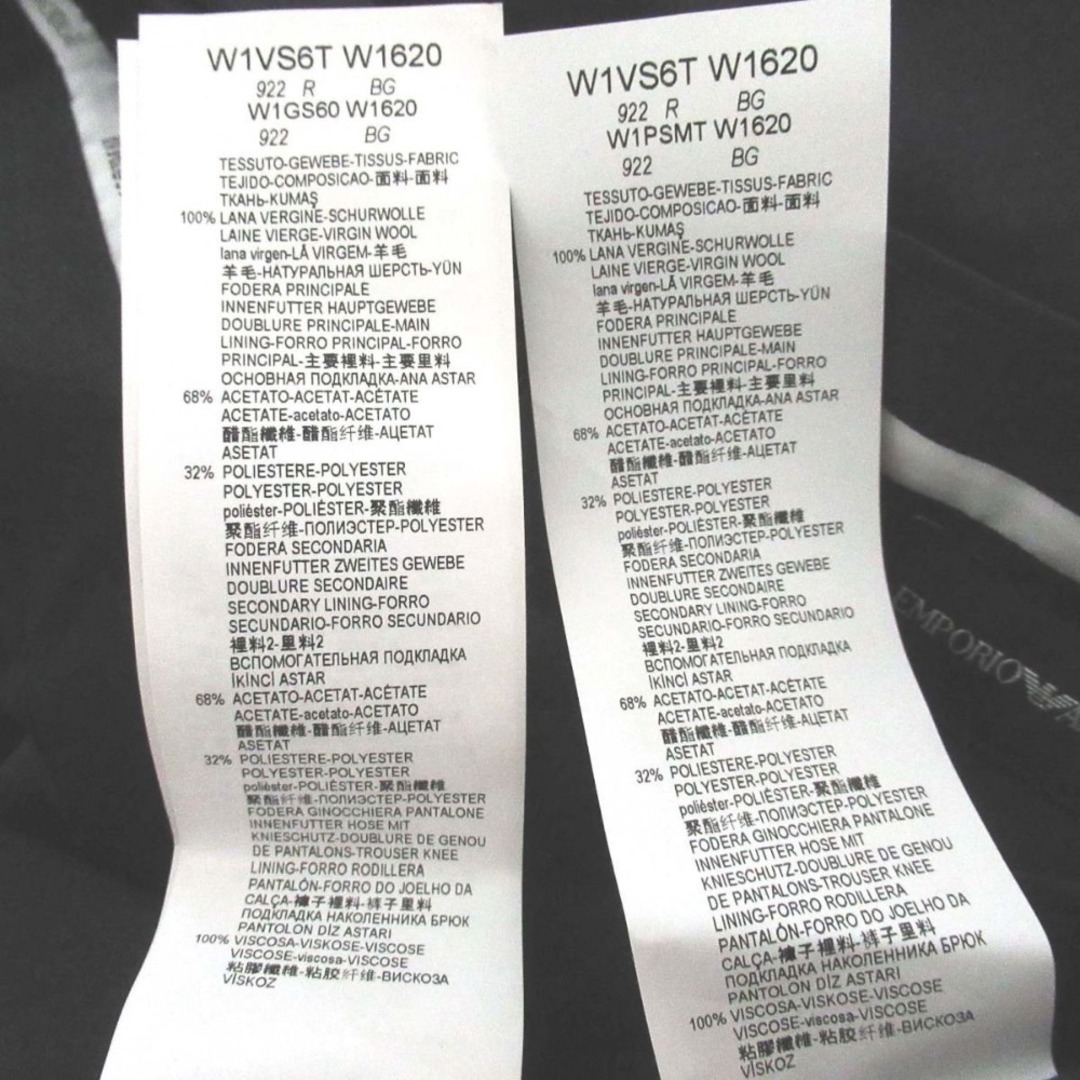 W1VS6T W1620
922 R BG
W1GS60 W1620
922 BG
TESSUTO-GEWEBE-TISSUS-FABRIC
TEJIDO-COMPOSICAO-面料-面料
ТКАНЬ-KUMAŞ
100% LANA VERGINE-SCHURWOLLE
LAINE VIERGE-VIRGIN WOOL
lana virgen-LÃ VIRGEM-羊毛
羊毛-НАТУРАЛЬНАЯ ШЕРСТЬ-YÜN
FODERA PRINCIPALE
INNENFUTTER HAUPTGEWEBE
DOUBLURE PRINCIPALE-MAIN
LINING-FORRO PRINCIPAL-FORRO
PRINCIPAL-主要裡料-主要里料
ОСНОВНАЯ ПОДКЛАДКА-ANA ASTAR
68% ACETATO-ACETAT-ACÉTATE
ACETATE-acetato-ACETATO
醋酯纖維-醋酯纤维-АЦЕТАТ
ASETAT
32% POLIESTERE-POLYESTER
POLYESTER-POLYESTER
poliéster-POLIÈSTER-聚酯纖維
聚酯纤维-ПОЛИЭСТЕР-POLYESTER
FODERA SECONDARIA
INNENFUTTER ZWEITES GEWEBE
DOUBLURE SECONDAIRE
SECONDARY LINING-FORRO
SECUNDARIO-FORRO SECUNDARIO
裡料2-里料2
ВСПОМОГАТЕЛЬНАЯ ПОДКЛАДКА
İKİNCİ ASTAR
68% ACETATO-ACETAT-ACÉTATE
ACETATE-acetato-ACETATO
醋酯纖維-醋酯纤维-АЦЕТАТ
ASETAT
32% POLIESTERE-POLYESTER
POLYESTER-POLYESTER
poliéster-POLIÈSTER-聚酯纖維
聚酯纤维-ПОЛИЭСТЕР-POLYESTER
FODERA GINOCCHIERA PANTALONE
INNENFUTTER HOSE MIT
KNIESCHUTZ-DOUBLURE DE GENOU
DE PANTALONS-TROUSER KNEE
LINING-FORRO RODILLERA
PANTALÓN-FORRO DO JOELHO DA
CALÇA-褲子裡料-裤子里料
ПОДКЛАДКА НАКОЛЕННИКА БРЮК
PANTOLON DİZ ASTARI
100% VISCOSA-VISKOSE-VISCOSE
VISCOSE-viscosa-VISCOSE
粘膠纖維-粘胶纤维-ВИСКОЗА
VİSKOZ
W1VS6T W1620
922 R BG
W1PSMT W1620
922 BG
TESSUTO-GEWEBE-TISSUS-FABRIC
TEJIDO-COMPOSICAO-面料-面料
ТКАНЬ-KUMAŞ
100% LANA VERGINE-SCHURWOLLE
LAINE VIERGE-VIRGIN WOOL
lana virgen-LÃ VIRGEM-羊毛
羊毛-НАТУРАЛЬНАЯ ШЕРСТЬ-YÜN
FODERA PRINCIPALE
INNENFUTTER HAUPTGEWEBE
DOUBLURE PRINCIPALE-MAIN
LINING-FORRO PRINCIPAL-FORRO
PRINCIPAL-主要裡料-主要里料
ОСНОВНАЯ ПОДКЛАДКА-ANA ASTAR
68% ACETATO-ACETAT-ACÉTATE
ACETATE-acetato-ACETATO
醋酯纖維-醋酯纤维-АЦЕТАТ
ASETAT
32% POLIESTERE-POLYESTER
POLYESTER-POLYESTER
poliéster-POLIÈSTER-聚酯纖維
聚酯纤维-ПОЛИЭСТЕР-POLYESTER
FODERA SECONDARIA
INNENFUTTER ZWEITES GEWEBE
DOUBLURE SECONDAIRE
SECONDARY LINING-FORRO
SECUNDARIO-FORRO SECUNDARIO
裡料2-里料2
ВСПОМОГАТЕЛЬНАЯ ПОДКЛАДКА
İKİNCİ ASTAR
68% ACETATO-ACETAT-ACÉTATE
ACETATE-acetato-ACETATO
醋酯纖維-醋酯纤维-АЦЕТАТ
ASETAT
32% POLIESTERE-POLYESTER
POLYESTER-POLYESTER
poliéster-POLIÈSTER-聚酯纖維
聚酯纤维-ПОЛИЭСТЕР-POLYESTER
FODERA GINOCCHIERA PANTALONE
INNENFUTTER HOSE MIT
KNIESCHUTZ-DOUBLURE DE GENOU
DE PANTALONS-TROUSER KNEE
LINING-FORRO RODILLERA
PANTALÓN-FORRO DO JOELHO DA
CALÇA-褲子裡料-裤子里料
ПОДКЛАДКА НАКОЛЕННИКА БРЮК
PANTOLON DİZ ASTARI
100% VISCOSA-VISKOSE-VISCOSE
VISCOSE-viscosa-VISCOSE
粘膠纖維-粘胶纤维-ВИСКОЗА
VİSKOZ
EMPORIO